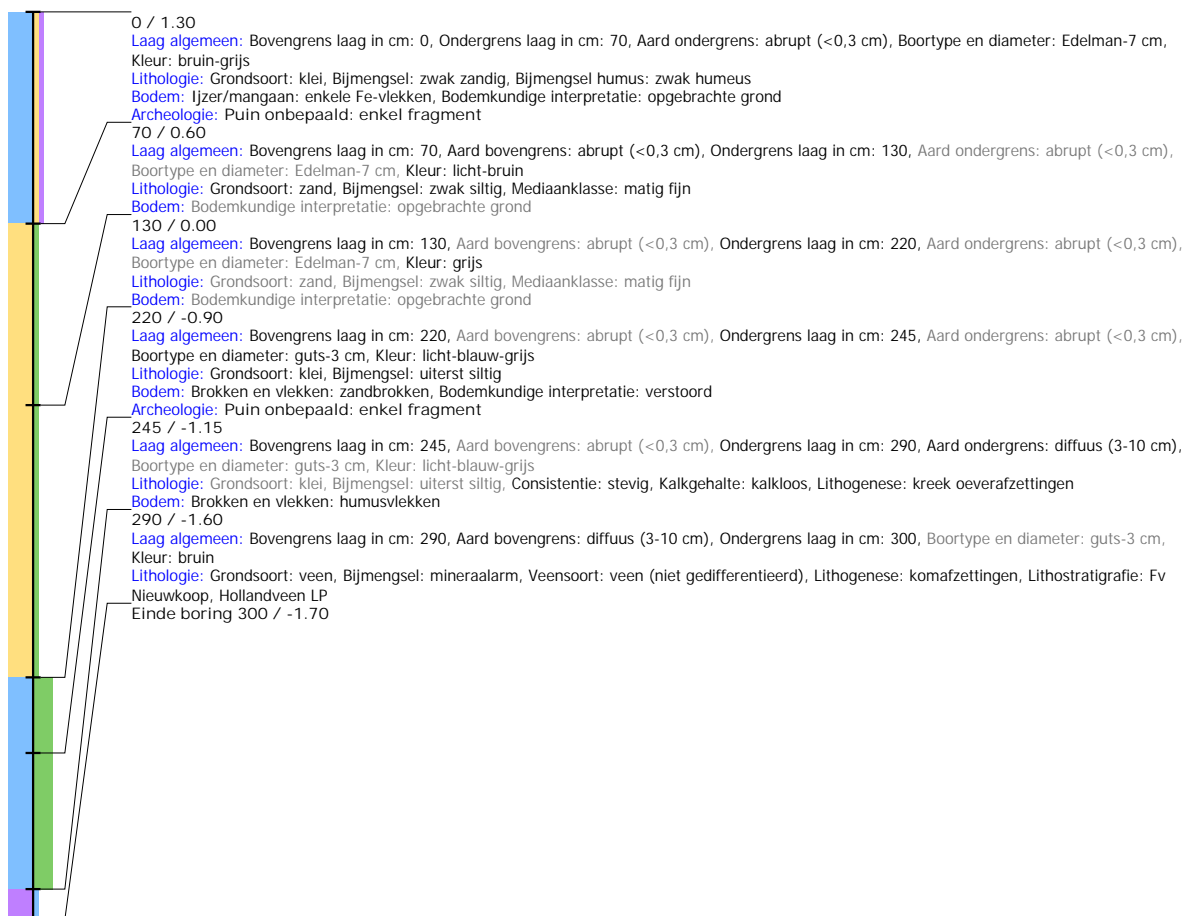 0 / 1.30
Laag algemeen: Bovengrens laag in cm: 0, Ondergrens laag in cm: 70, Aard ondergrens: abrupt (<0,3 cm), Boortype en diameter: Edelman-7 cm,
Kleur: bruin-grijs
Lithologie: Grondsoort: klei, Bijmengsel: zwak zandig, Bijmengsel humus: zwak humeus
Bodem: Ijzer/mangaan: enkele Fe-vlekken, Bodemkundige interpretatie: opgebrachte grond
Archeologie: Puin onbepaald: enkel fragment
70 / 0.60
Laag algemeen: Bovengrens laag in cm: 70, Aard bovengrens: abrupt (<0,3 cm), Ondergrens laag in cm: 130, Aard ondergrens: abrupt (<0,3 cm),
Boortype en diameter: Edelman-7 cm, Kleur: licht-bruin
Lithologie: Grondsoort: zand, Bijmengsel: zwak siltig, Mediaanklasse: matig fijn
Bodem: Bodemkundige interpretatie: opgebrachte grond
130 / 0.00
Laag algemeen: Bovengrens laag in cm: 130, Aard bovengrens: abrupt (<0,3 cm), Ondergrens laag in cm: 220, Aard ondergrens: abrupt (<0,3 cm),
Boortype en diameter: Edelman-7 cm, Kleur: grijs
Lithologie: Grondsoort: zand, Bijmengsel: zwak siltig, Mediaanklasse: matig fijn
Bodem: Bodemkundige interpretatie: opgebrachte grond
220 / -0.90
Laag algemeen: Bovengrens laag in cm: 220, Aard bovengrens: abrupt (<0,3 cm), Ondergrens laag in cm: 245, Aard ondergrens: abrupt (<0,3 cm),
Boortype en diameter: guts-3 cm, Kleur: licht-blauw-grijs
Lithologie: Grondsoort: klei, Bijmengsel: uiterst siltig
Bodem: Brokken en vlekken: zandbrokken, Bodemkundige interpretatie: verstoord
Archeologie: Puin onbepaald: enkel fragment
245 / -1.15
Laag algemeen: Bovengrens laag in cm: 245, Aard bovengrens: abrupt (<0,3 cm), Ondergrens laag in cm: 290, Aard ondergrens: diffuus (3-10 cm),
Boortype en diameter: guts-3 cm, Kleur: licht-blauw-grijs
Lithologie: Grondsoort: klei, Bijmengsel: uiterst siltig, Consistentie: stevig, Kalkgehalte: kalkloos, Lithogenese: kreek oeverafzettingen
Bodem: Brokken en vlekken: humusvlekken
290 / -1.60
Laag algemeen: Bovengrens laag in cm: 290, Aard bovengrens: diffuus (3-10 cm), Ondergrens laag in cm: 300, Boortype en diameter: guts-3 cm,
Kleur: bruin
Lithologie: Grondsoort: veen, Bijmengsel: mineraalarm, Veensoort: veen (niet gedifferentieerd), Lithogenese: komafzettingen, Lithostratigrafie: Fv
Nieuwkoop, Hollandveen LP
Einde boring 300 / -1.70